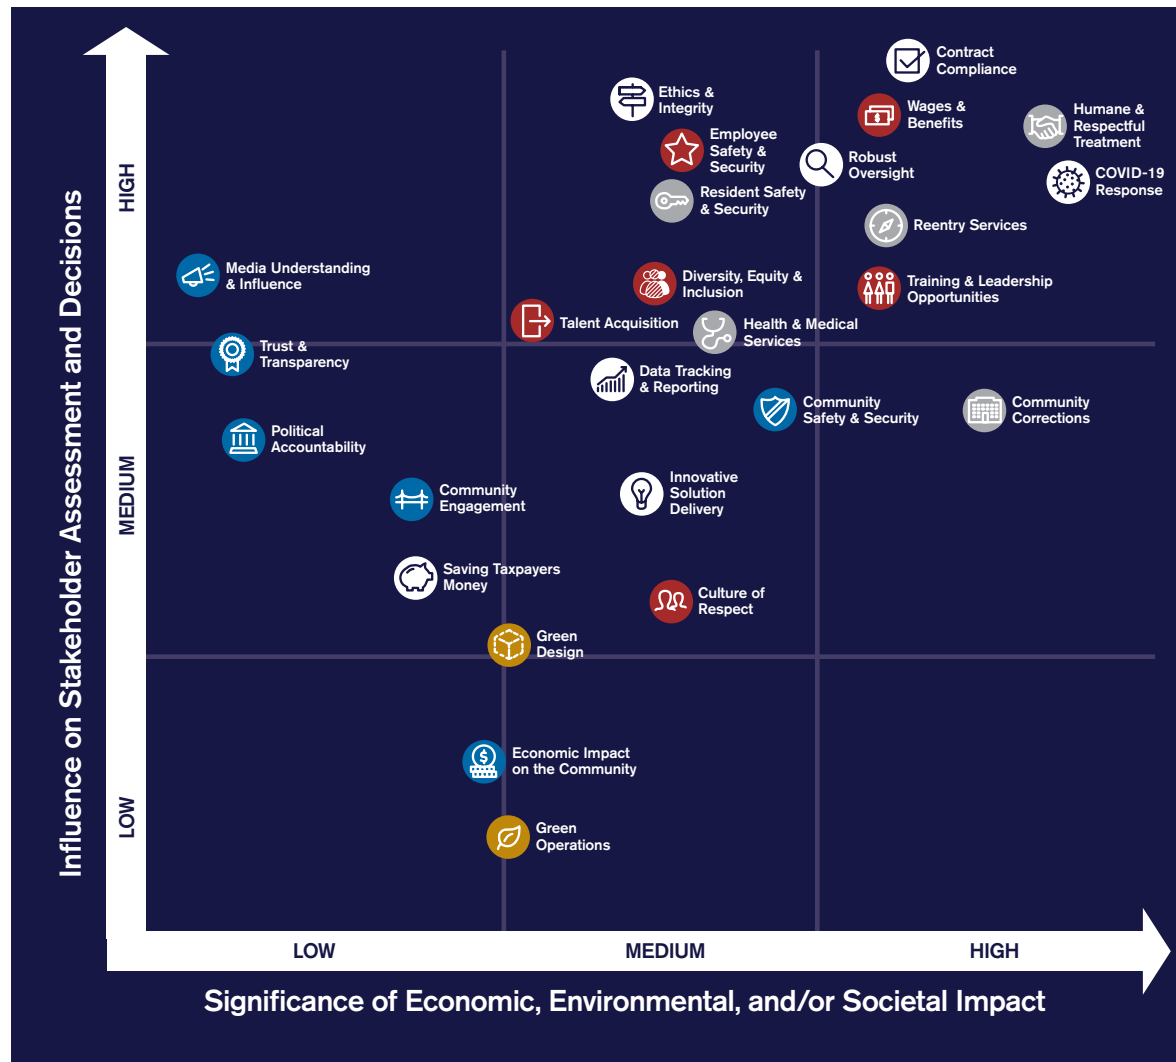 Contract
Compliance
Ethics &
Integrity
Wages &
Benefits
Humane &
Respectful
Treatment
Employee
Safety &
Security
Robust
Oversight
COVID-19
Response
Resident Safety
& Security
Reentry Services
Media Understanding
& Influence
Diversity, Equity &
Inclusion
Training & Leadership
Opportunities
Talent Acquisition
Health & Medical
Services
Trust &
Transparency
Data Tracking
& Reporting
Community
Safety & Security
Community
Corrections
Political
Accountability
Community
Engagement
Innovative
Solution
Delivery
Saving Taxpayers
Money
Culture of
Respect
Green
Design
Economic Impact
on the Community
Green
Operations
Influence on Stakeholder Assessment and Decisions
HIGH
MEDIUM
LOW
LOW
MEDIUM
HIGH
Significance of Economic, Environmental, and/or Societal Impact